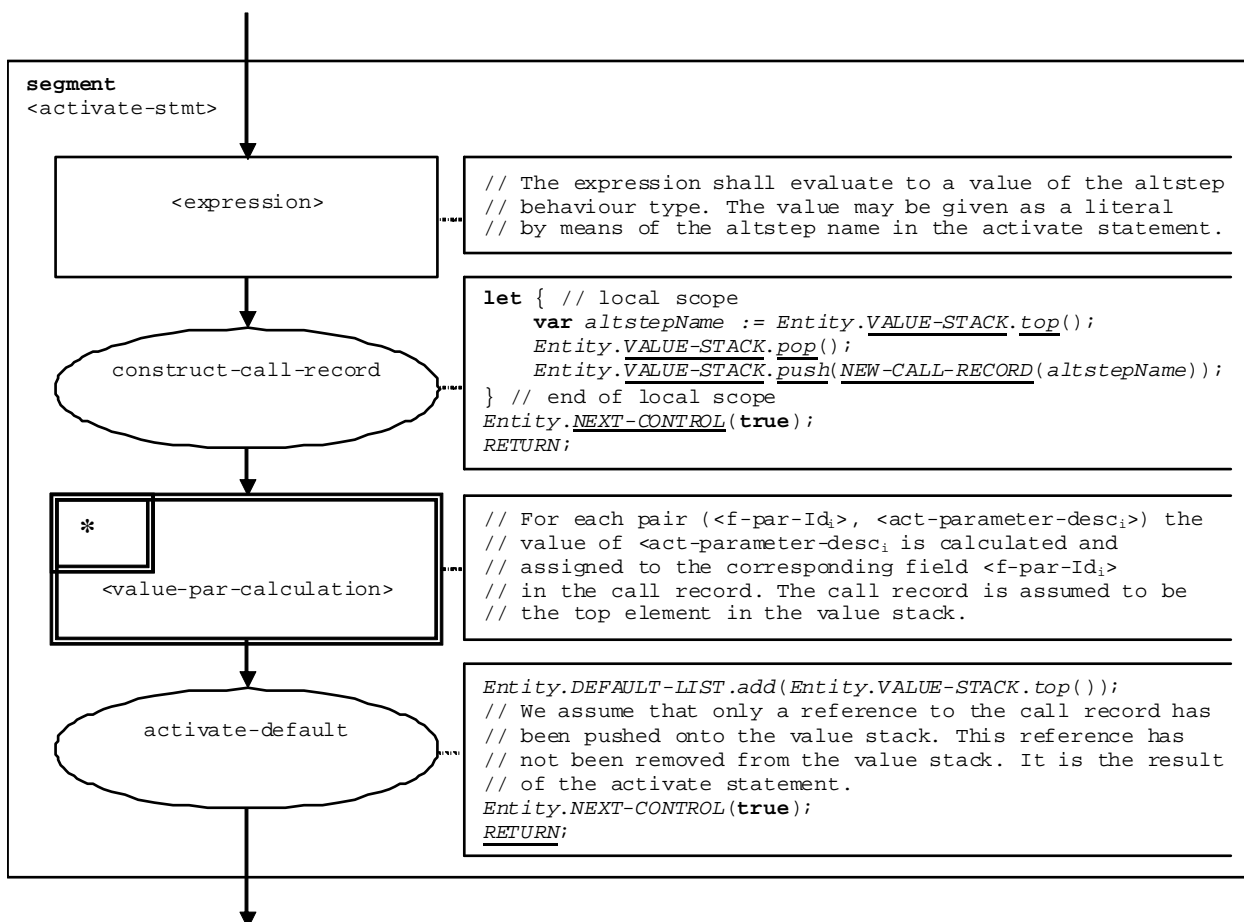 segment
<activate-stmt>
<expression>
// The expression shall evaluate to a value of the altstep
// behaviour type. The value may be given as a literal
// by means of the altstep name in the activate statement.
construct-call-record
let { // local scope
var altstepName := Entity.VALUE-STACK.top();
Entity.VALUE-STACK.pop();
Entity.VALUE-STACK.push(NEW-CALL-RECORD(altstepName));
} // end of local scope
Entity.NEXT-CONTROL(true);
RETURN;
*
<value-par-calculation>
// For each pair (<f-par-Idi>, <act-parameter-desci>) the
// value of <act-parameter-desci is calculated and
// assigned to the corresponding field <f-par-Idi>
// in the call record. The call record is assumed to be
// the top element in the value stack.
activate-default
Entity.DEFAULT-LIST.add(Entity.VALUE-STACK.top());
// We assume that only a reference to the call record has
// been pushed onto the value stack. This reference has
// not been removed from the value stack. It is the result
// of the activate statement.
Entity.NEXT-CONTROL(true);
RETURN;